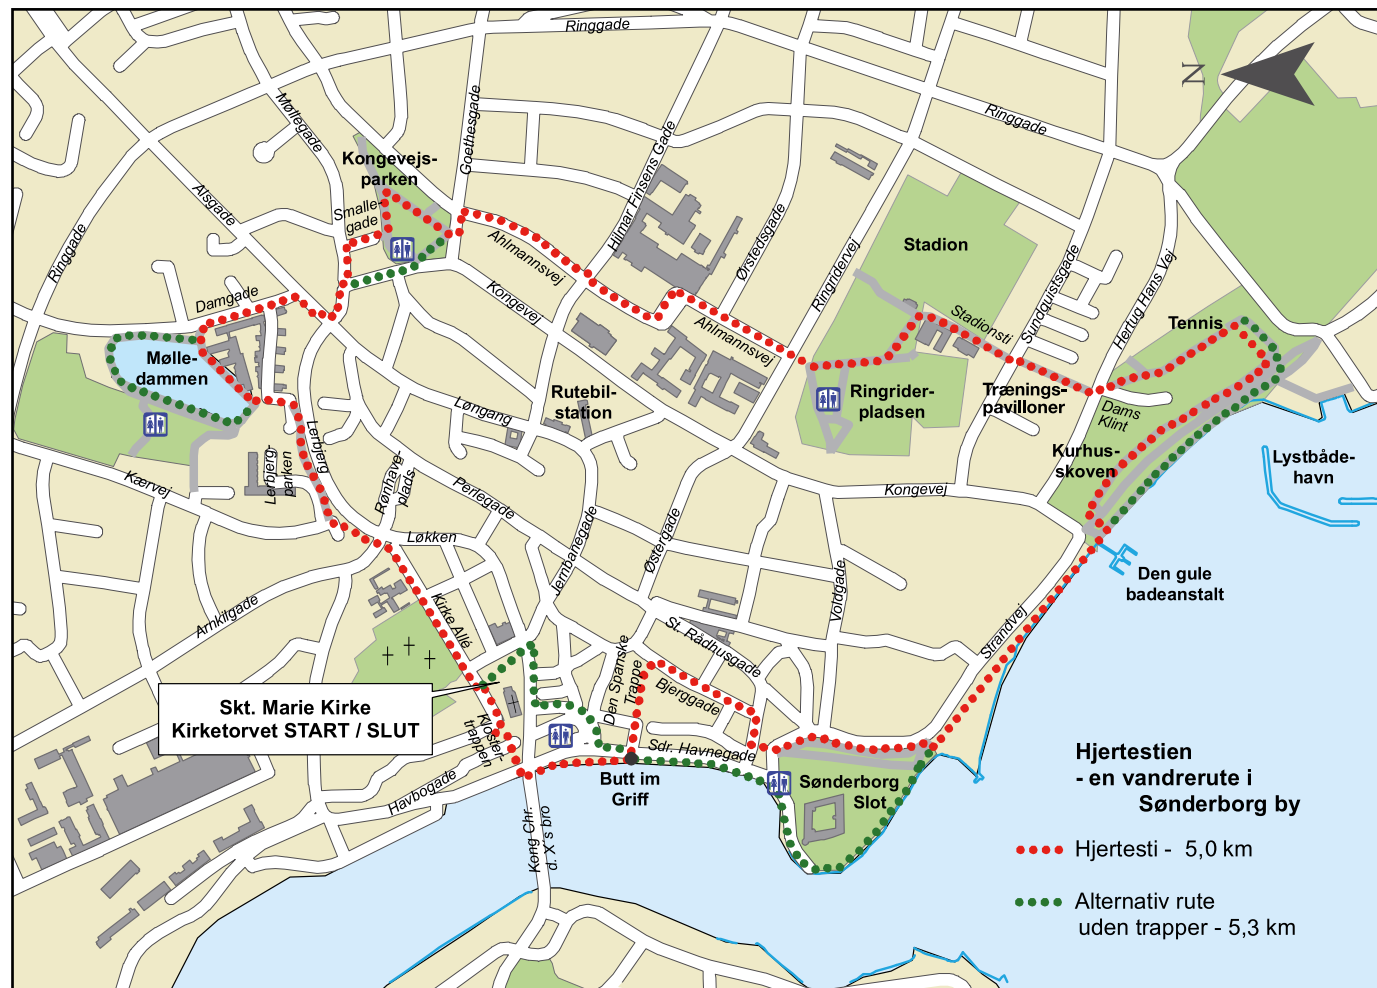 Ringgade
N
Møllegade
Goethesgade
Ringgade
Kongevejs-
parken
Hilmar Finsens Gade
Alsgade
Smalle-
gade
Ringgade
Ahlmannsvej
Ørstedsgade
Ringridervej
Stadion
Sundquistsgade
Hertug Hans Vej
Damgade
Kongevej
Ahlmannsvej
Stadionsti
Tennis
Mølle-
dammen
Rutebil-
station
Ringrider-
pladsen
Trænings-
pavilloner
Løngang
Dams
Klint
Lerbjerg
Lerbjerg-
parken
Rønhave-
plads
Kærvej
Perlegade
Kongevej
Kurhus-
skoven
Lystbåde-
havn
Løkken
Jernbanegade
Østergade
Voldgade
Den gule
badeanstalt
Arnkilgade
Kirke Allé
St. Rådhusgade
Strandvej
Den Spanske
Trappe
Bjerggade
Skt. Marie Kirke
Kirketorvet START / SLUT
Kloster-
trappen
Sdr. Havnegade
Havbogade
Butt im
Griff
Sønderborg
Slot
Kong Chr.
d. X's bro
Hjertestien
- en vandrerute i
Sønderborg by
Hjertesti - 5,0 km
Alternativ rute
uden trapper - 5,3 km